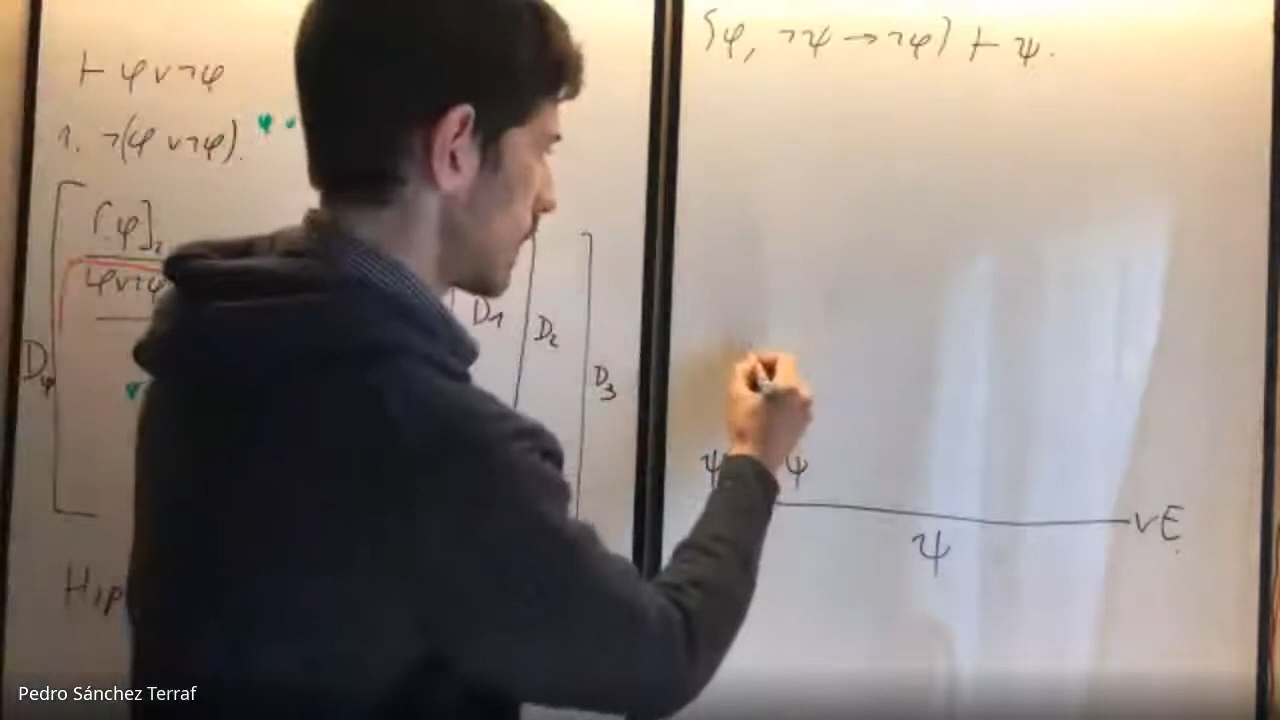 ⊢ φ∨¬φ
1. ¬(φ∨¬φ).
[φ]₂
φ∨¬φ
D₁
D₂
D₃
D₄
Hip
{φ, ¬ψ→¬φ} ⊢ ψ.
ψ ψ
∨E
ψ
Pedro Sánchez Terraf